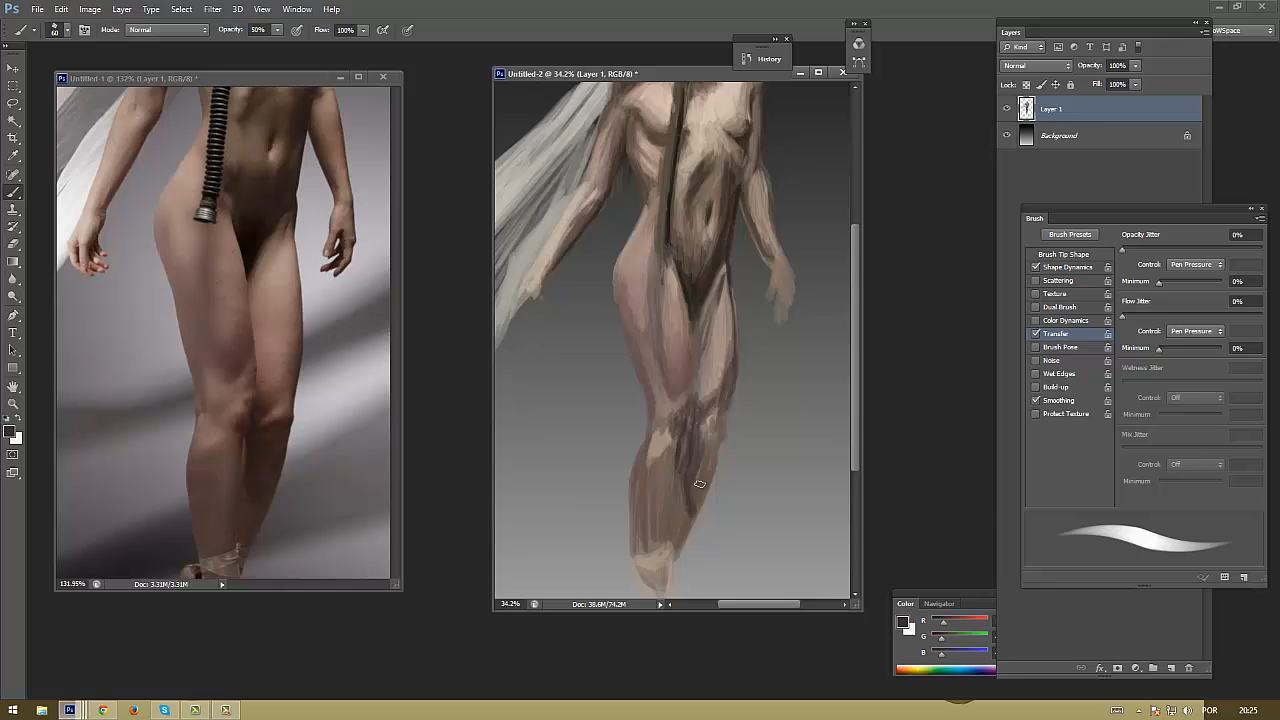 Ps File Edit Image Layer Type Select Filter 3D View Window Help
60 Mode: Normal Opacity: 50% Flow: 100%
Untitled-1 @ 132% (Layer 1, RGB/8) *
Untitled-2 @ 34.2% (Layer 1, RGB/8) *
History
Layers
Kind
Normal Opacity: 100%
Lock: Fill: 100%
Layer 1
Background
Brush
Brush Presets
Brush Tip Shape
Shape Dynamics
Scattering
Texture
Dual Brush
Color Dynamics
Transfer
Brush Pose
Noise
Wet Edges
Build-up
Smoothing
Protect Texture
Opacity Jitter 0%
Control: Pen Pressure
Minimum 0%
Flow Jitter 0%
Control: Pen Pressure
Minimum 0%
Wetness Jitter
Control: Off
Minimum
Mix Jitter
Control: Off
Minimum
131.95% Doc: 3.31M/3.31M
34.2% Doc: 38.6M/74.2M
Color Navigator
R
G
B
Ps POR 20:25